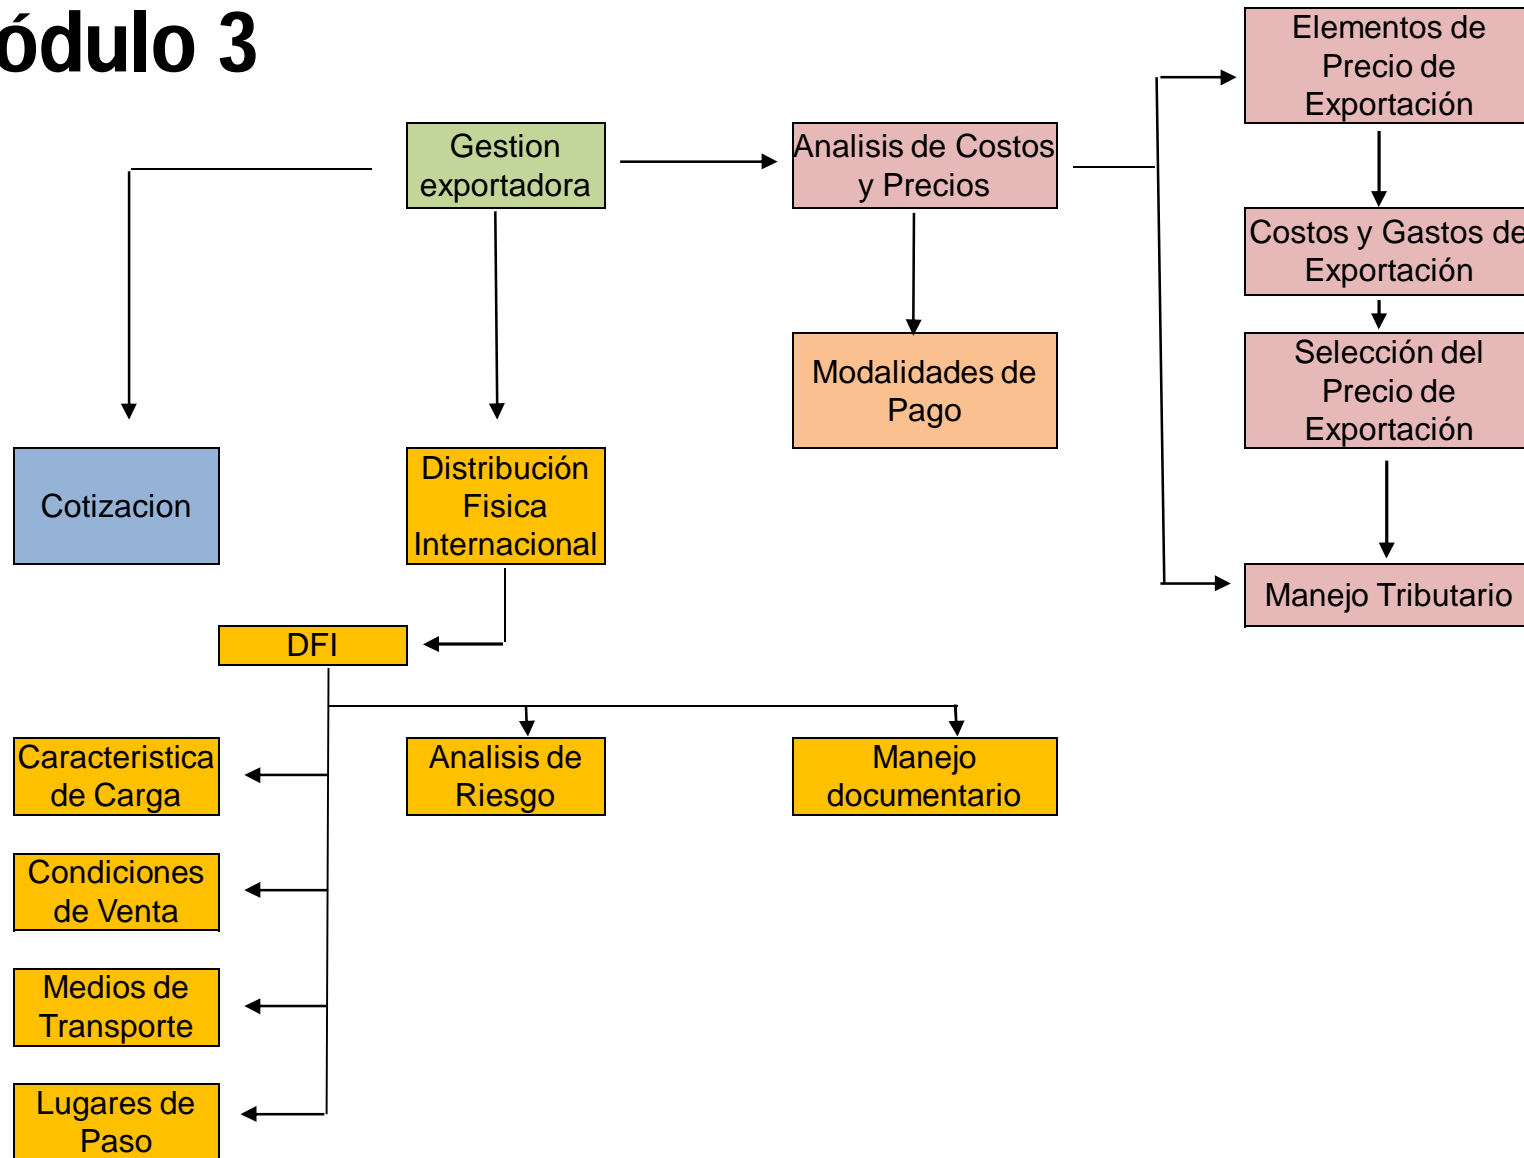 ódulo 3
Elementos de
Precio de
Exportación
Gestion
exportadora
Analisis de Costos
y Precios
Costos y Gastos de
Exportación
Modalidades de
Pago
Selección del
Precio de
Exportación
Cotizacion
Distribución
Fisica
Internacional
Manejo Tributario
DFI
Caracteristica
de Carga
Analisis de
Riesgo
Manejo
documentario
Condiciones
de Venta
Medios de
Transporte
Lugares de
Paso